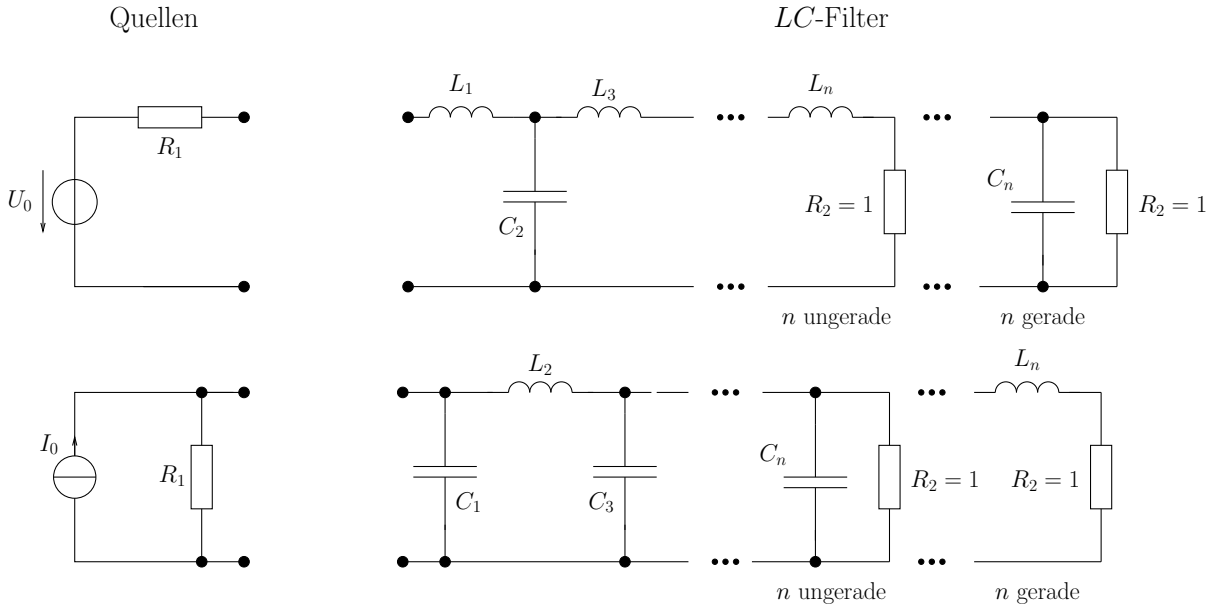 Quellen
LC-Filter
L₁
L₃
Lₙ
R₁
U₀
C₂
R₂ = 1
Cₙ
R₂ = 1
n ungerade
n gerade
L₂
Lₙ
I₀
R₁
C₁
C₃
Cₙ
R₂ = 1
R₂ = 1
n ungerade
n gerade